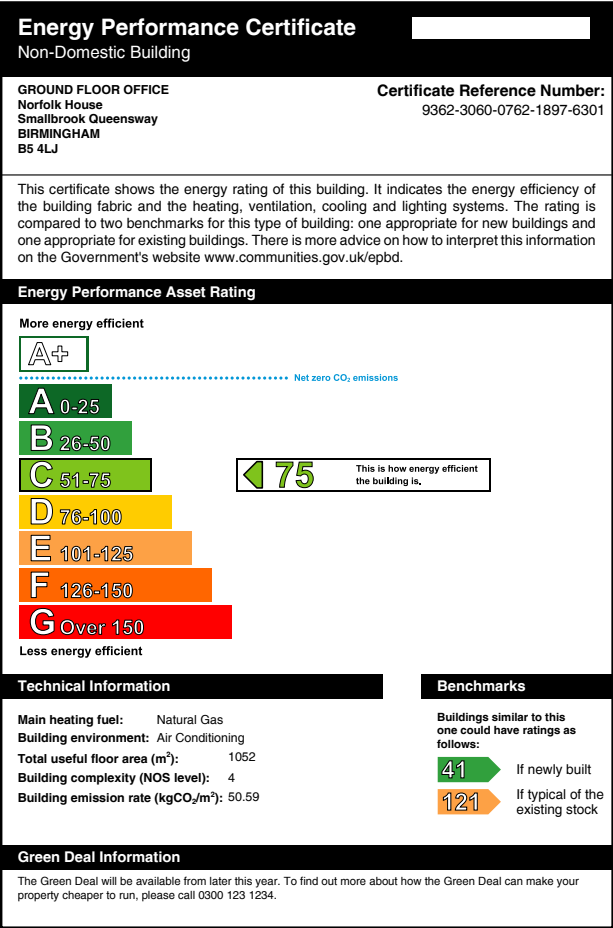 Energy Performance Certificate
Non-Domestic Building
GROUND FLOOR OFFICE
Norfolk House
Smallbrook Queensway
BIRMINGHAM
B5 4LJ
Certificate Reference Number:
9362-3060-0762-1897-6301
This certificate shows the energy rating of this building. It indicates the energy efficiency of
the building fabric and the heating, ventilation, cooling and lighting systems. The rating is
compared to two benchmarks for this type of building: one appropriate for new buildings and
one appropriate for existing buildings. There is more advice on how to interpret this information
on the Government's website www.communities.gov.uk/epbd.
Energy Performance Asset Rating
More energy efficient
A+
Net zero CO₂ emissions
A 0-25
B 26-50
C 51-75
75
This is how energy efficient
the building is.
D 76-100
E 101-125
F 126-150
G Over 150
Less energy efficient
Technical Information
Main heating fuel: Natural Gas
Building environment: Air Conditioning
Total useful floor area (m²): 1052
Building complexity (NOS level): 4
Building emission rate (kgCO₂/m²): 50.59
Benchmarks
Buildings similar to this
one could have ratings as
follows:
41 If newly built
121 If typical of the
existing stock
Green Deal Information
The Green Deal will be available from later this year. To find out more about how the Green Deal can make your
property cheaper to run, please call 0300 123 1234.